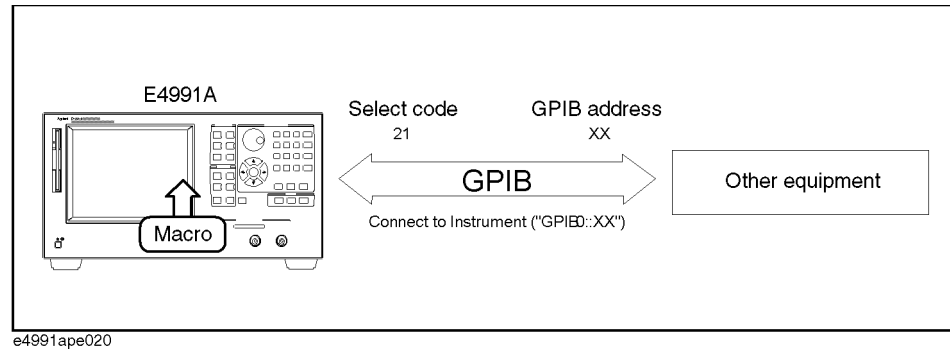 E4991A
Select code
21
GPIB address
XX
GPIB
Connect to Instrument ("GPIB0::XX")
Other equipment
Macro
e4991ape020